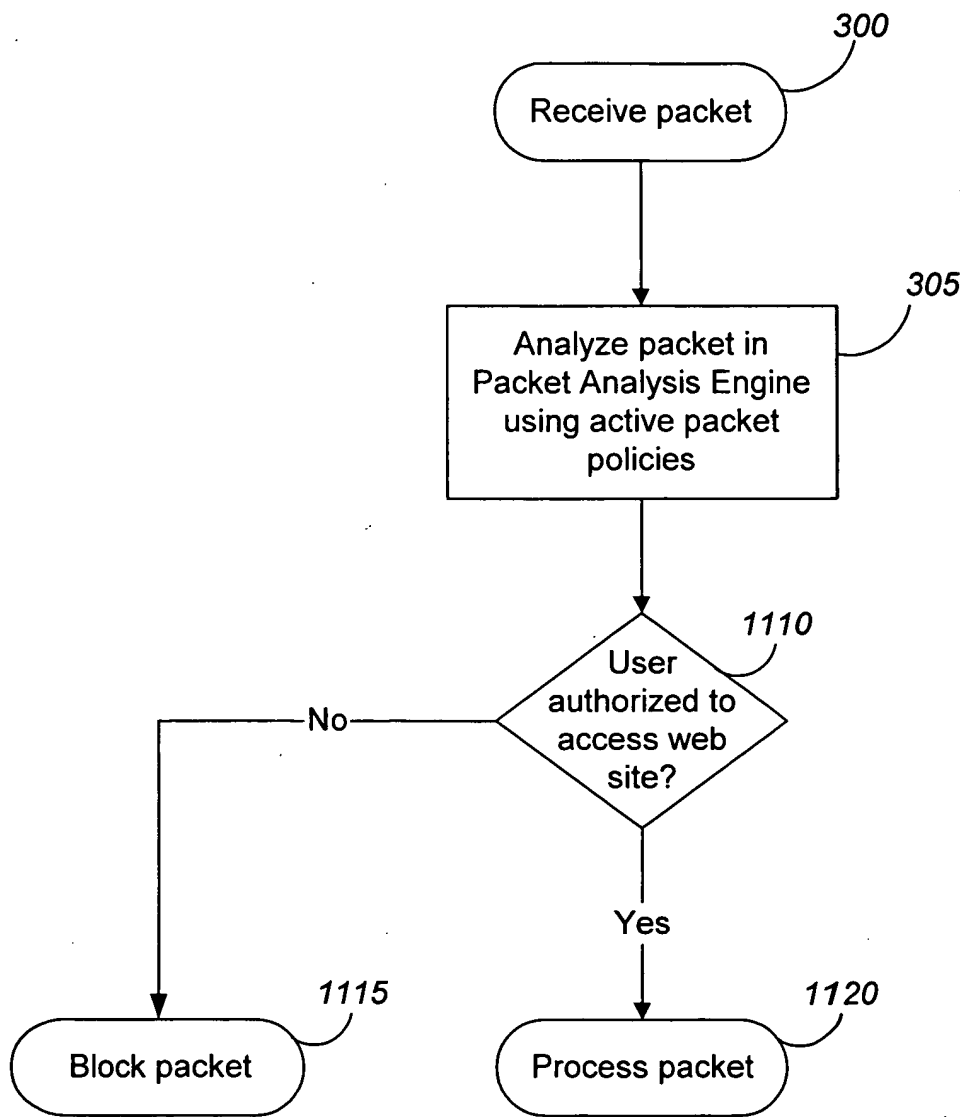 300
Receive packet
305
Analyze packet in
Packet Analysis Engine
using active packet
policies
1110
User
authorized to
access web
site?
No
Yes
1115
Block packet
1120
Process packet